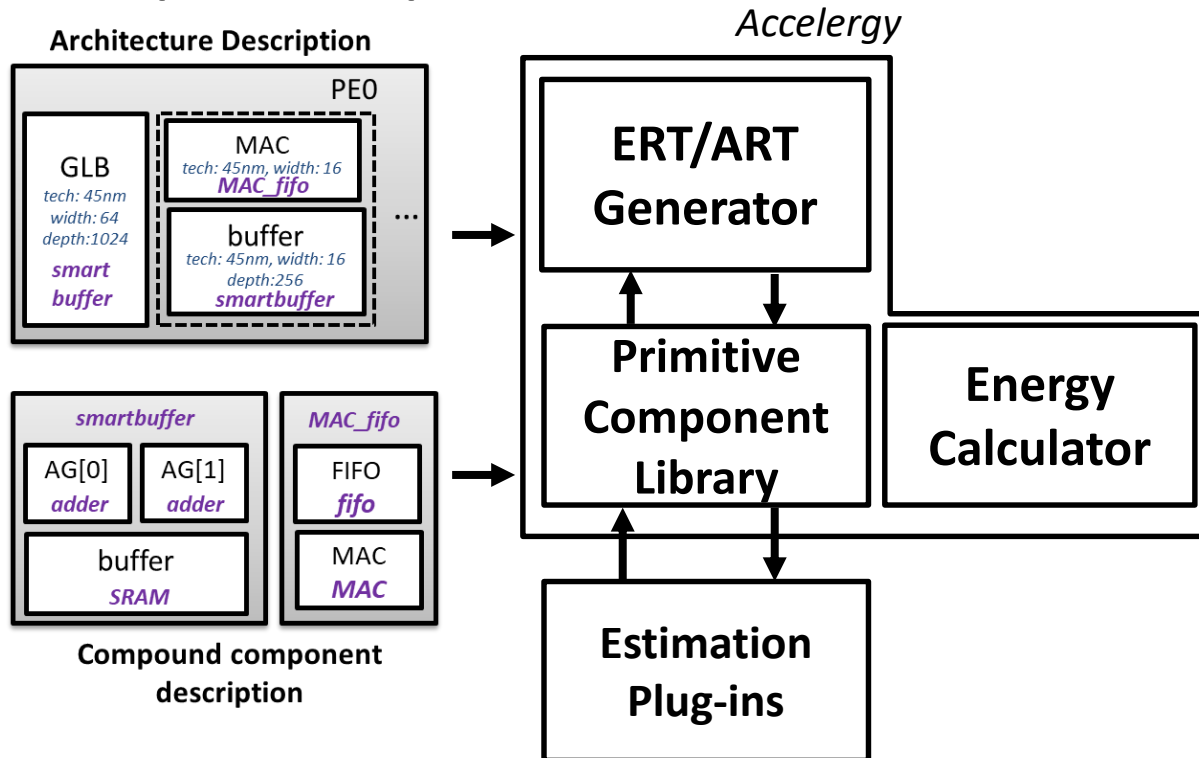 Accelergy
Architecture Description
PE0
GLB
tech: 45nm
width: 64
depth:1024
smart
buffer
MAC
tech: 45nm, width: 16
MAC_fifo
buffer
tech: 45nm, width: 16
depth:256
smartbuffer
...
smartbuffer
AG[0]
adder
AG[1]
adder
buffer
SRAM
MAC_fifo
FIFO
fifo
MAC
MAC
Compound component
description
ERT/ART
Generator
Primitive
Component
Library
Energy
Calculator
Estimation
Plug-ins